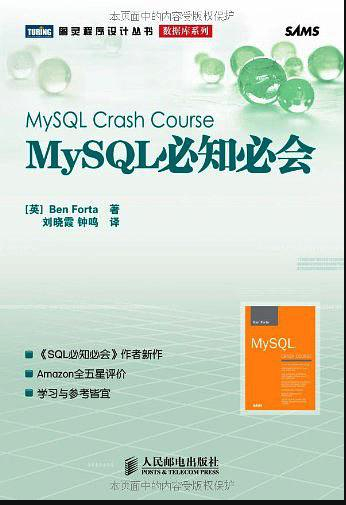 本页面中的内容受版权保护
TURING 图灵程序设计丛书 数据库系列 SAMS
MySQL Crash Course
MySQL必知必会
[英] Ben Forta 著
刘晓霞 钟鸣 译
Ben Forta
MySQL
CRASH COURSE
《SQL必知必会》作者新作
Amazon全五星评价
学习与参考皆宜
SAMS
人民邮电出版社
POSTS & TELECOM PRESS
本页面中的内容受版权保护